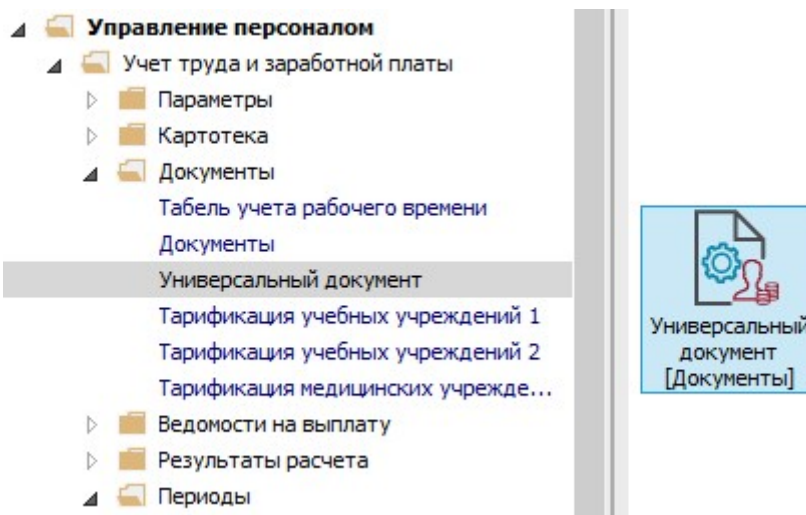 Управление персоналом
Учет труда и заработной платы
Параметры
Картотека
Документы
Табель учета рабочего времени
Документы
Универсальный документ
Тарификация учебных учреждений 1
Тарификация учебных учреждений 2
Тарификация медицинских учрежде...
Ведомости на выплату
Результаты расчета
Периоды
Универсальный
документ
[Документы]